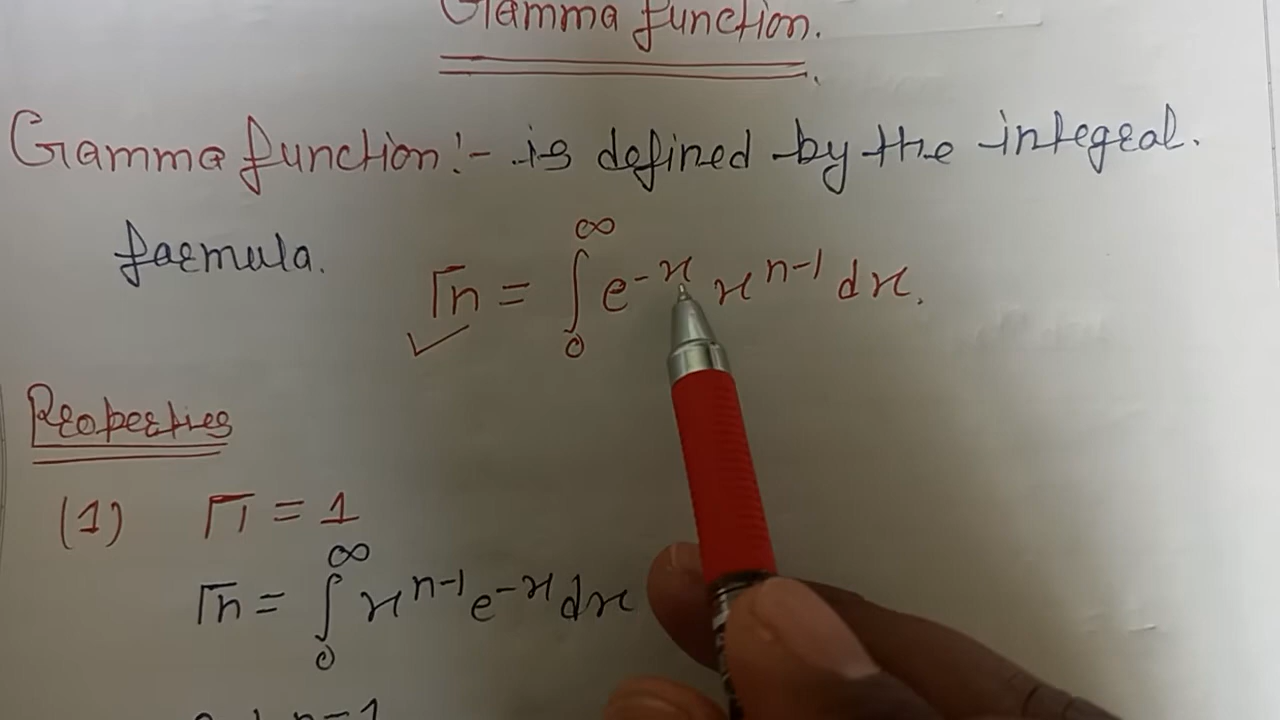 Gamma function.
Gamma function:- is defined by the integral.
formula.
Γn = ∫₀^∞ e^-x x^n-1 dx.
Properties
(1) Γ1 = 1
Γn = ∫₀^∞ x^n-1 e^-x dx
n=1